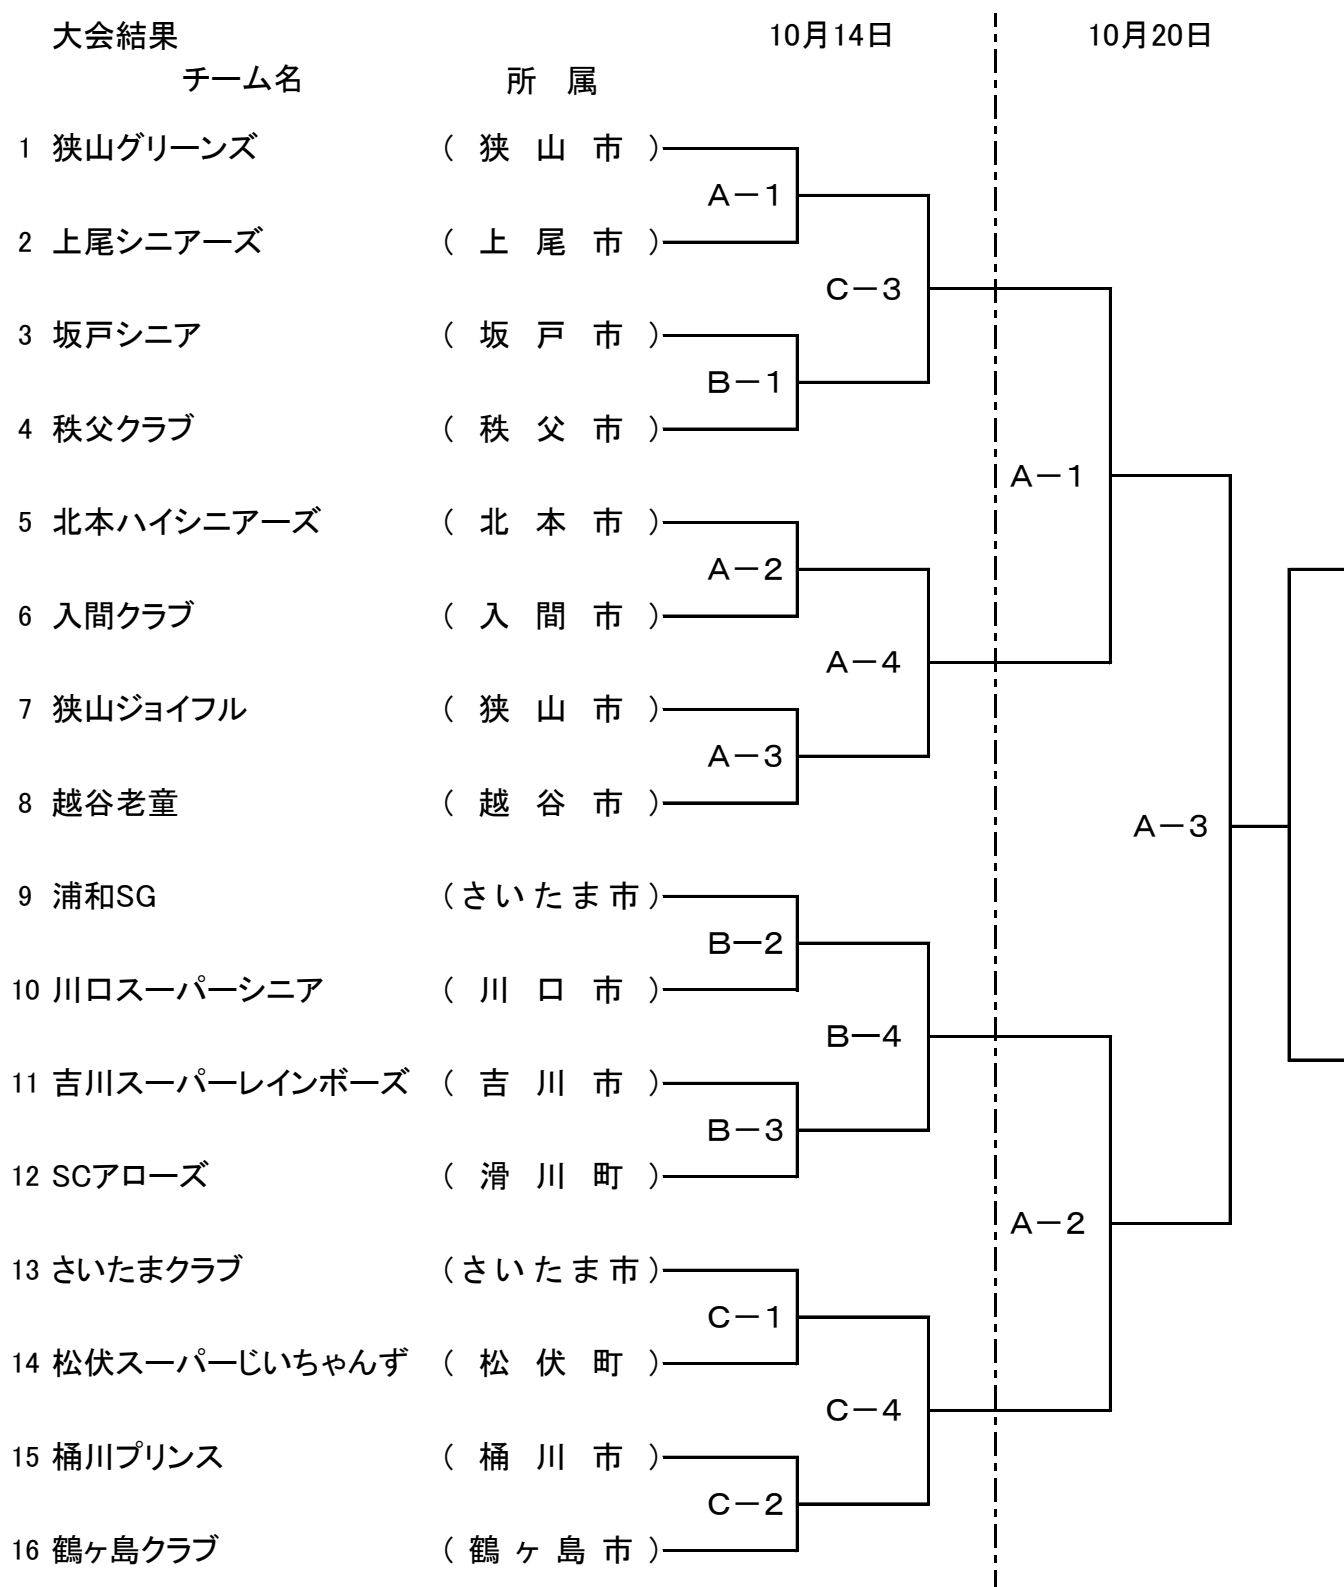 大会結果 10月14日 10月20日
チーム名 所 属
1 狭山グリーンズ ( 狭 山 市 )
A－1
2 上尾シニアーズ ( 上 尾 市 )
C－3
3 坂戸シニア ( 坂 戸 市 )
B－1
4 秩父クラブ ( 秩 父 市 )
A－1
5 北本ハイシニアーズ ( 北 本 市 )
A－2
6 入間クラブ ( 入 間 市 )
A－4
7 狭山ジョイフル ( 狭 山 市 )
A－3
8 越谷老童 ( 越 谷 市 )
A－3
9 浦和SG (さいたま市)
B－2
10 川口スーパーシニア ( 川 口 市 )
B－4
11 吉川スーパーレインボーズ ( 吉 川 市 )
B－3
12 SCアローズ ( 滑 川 町 )
A－2
13 さいたまクラブ (さいたま市)
C－1
14 松伏スーパーじいちゃんず ( 松 伏 町 )
C－4
15 桶川プリンス ( 桶 川 市 )
C－2
16 鶴ヶ島クラブ ( 鶴 ヶ 島 市 )